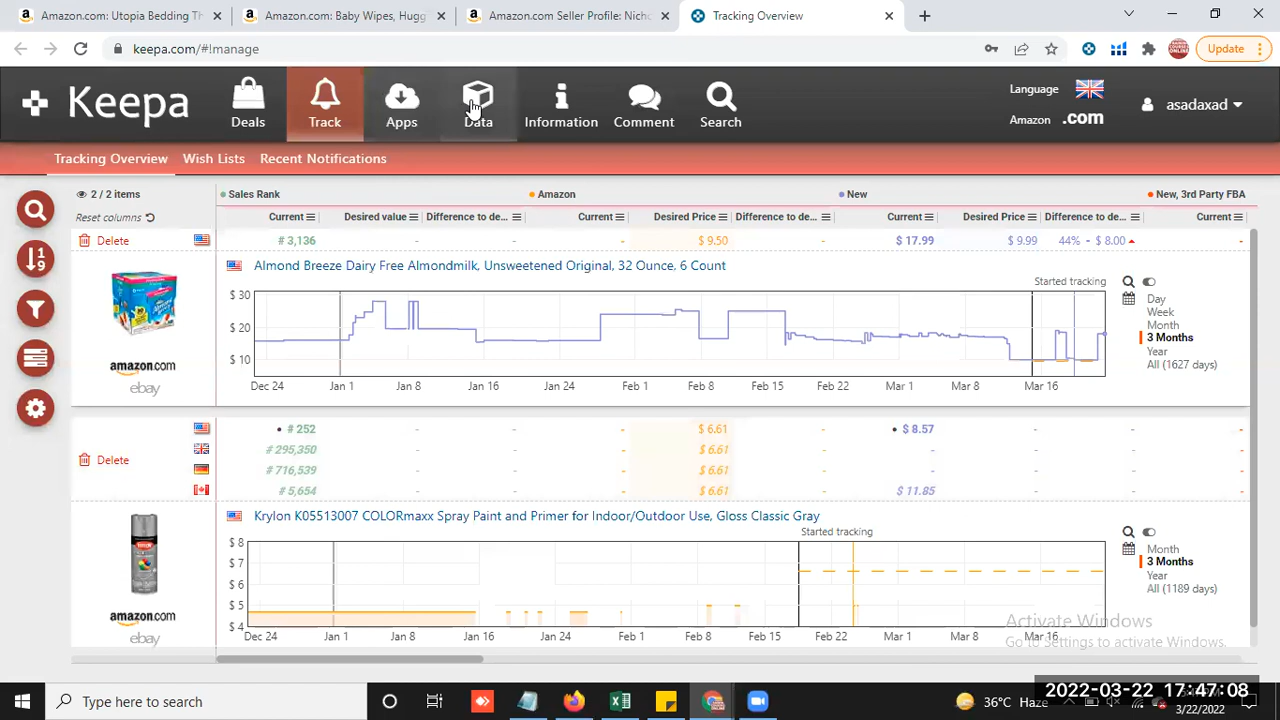 Amazon.com: Utopia Bedding Th
Amazon.com: Baby Wipes, Hugg
Amazon.com Seller Profile: Nicho
Tracking Overview
keepa.com/#!manage
Update
Keepa
Deals
Track
Apps
Data
Information
Comment
Search
Language
Amazon .com
asadaxad
Tracking Overview Wish Lists Recent Notifications
2 / 2 items
Reset columns
Sales Rank Amazon New New, 3rd Party FBA
Current Desired value Difference to de... Current Desired Price Difference to de... Current Desired Price Difference to de... Current
Delete # 3,136 - - - $ 9.50 - $ 17.99 $ 9.99 44% - $ 8.00 -
Almond Breeze Dairy Free Almondmilk, Unsweetened Original, 32 Ounce, 6 Count
Started tracking
$ 30
$ 20
$ 10
Dec 24 Jan 1 Jan 8 Jan 16 Jan 24 Feb 1 Feb 8 Feb 15 Feb 22 Mar 1 Mar 8 Mar 16
Day
Week
Month
3 Months
Year
All (1627 days)
amazon.com
ebay
Delete
# 252 - - - $ 6.61 - $ 8.57 - - -
# 295,350 - - - $ 6.61 - - - - -
# 716,539 - - - $ 6.61 - - - - -
# 5,654 - - - $ 6.61 - $ 11.85 - - -
Krylon K05513007 COLORmaxx Spray Paint and Primer for Indoor/Outdoor Use, Gloss Classic Gray
Started tracking
$ 8
$ 7
$ 6
$ 5
$ 4
Dec 24 Jan 1 Jan 8 Jan 16 Jan 24 Feb 1 Feb 8 Feb 15 Feb 22 Mar 1 Mar 8 Mar 16
Month
3 Months
Year
All (1189 days)
amazon.com
ebay
Activate Windows
Go to Settings to activate Windows.
Type here to search
36°C Haze
2022-03-22 17:47:08
3/22/2022